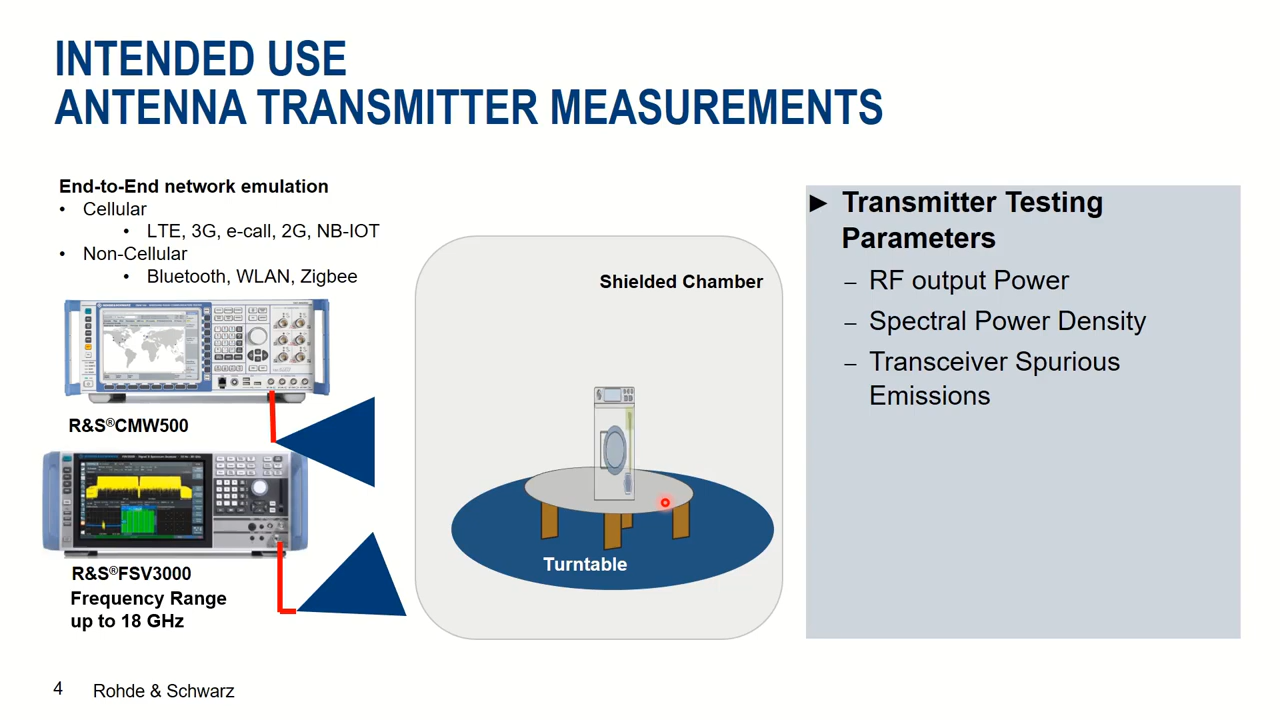 INTENDED USE
ANTENNA TRANSMITTER MEASUREMENTS
End-to-End network emulation
• Cellular
• LTE, 3G, e-call, 2G, NB-IOT
• Non-Cellular
• Bluetooth, WLAN, Zigbee
R&S®CMW500
R&S®FSV3000
Frequency Range
up to 18 GHz
Shielded Chamber
Turntable
► Transmitter Testing
Parameters
– RF output Power
– Spectral Power Density
– Transceiver Spurious
Emissions
4 Rohde & Schwarz